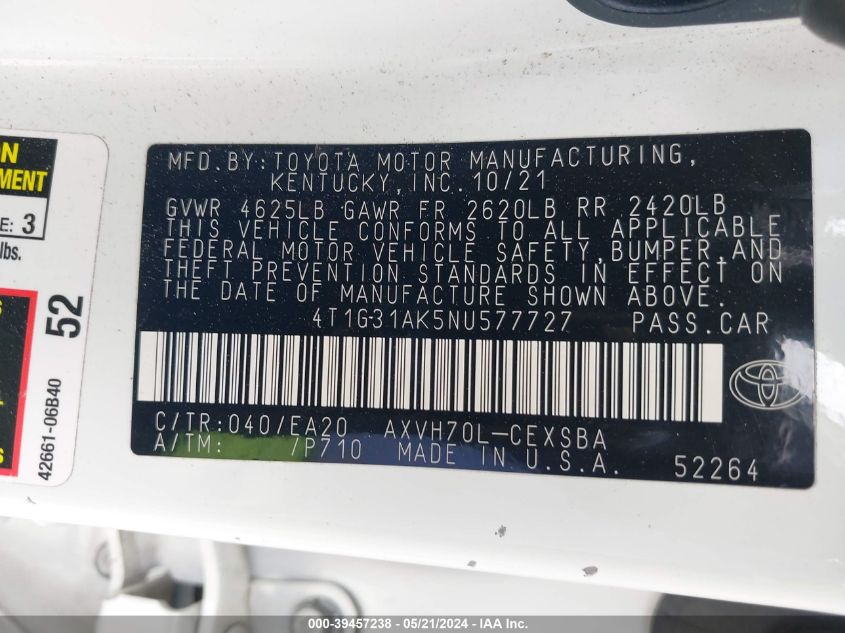 MFD.BY:TOYOTA MOTOR MANUFACTURING,
KENTUCKY,INC.10/21
GVWR 4625LB GAWR FR 2620LB RR 2420LB
THIS VEHICLE CONFORMS TO ALL APPLICABLE
FEDERAL MOTOR VEHICLE SAFETY,BUMPER,AND
THEFT PREVENTION STANDARDS IN EFFECT ON
THE DATE OF MANUFACTURE SHOWN ABOVE.
4T1G31AK5NU577727 PASS.CAR
C/TR:040/EA20 AXVH70L-CEXSBA
A/TM: /P710 MADE IN U.S.A. 52264
E: 3
lbs.
52
42661-06B40
000-39457238 - 05/21/2024 - IAA Inc.